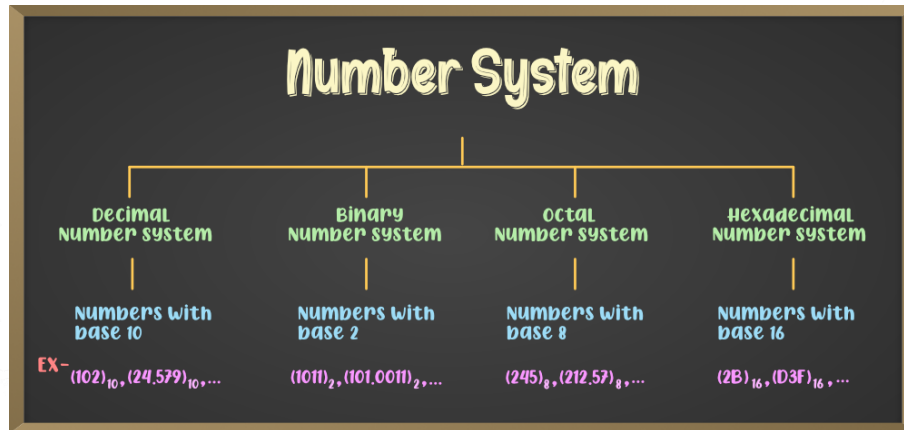 Number System
Decimal
Number system
Numbers with
base 10
EX- (102)₁₀, (24.579)₁₀, ...
Binary
Number system
Numbers with
base 2
(1011)₂, (101.0011)₂, ...
Octal
Number system
Numbers with
base 8
(245)₈, (212.57)₈, ...
Hexadecimal
Number system
Numbers with
base 16
(2B)₁₆, (D3F)₁₆, ...